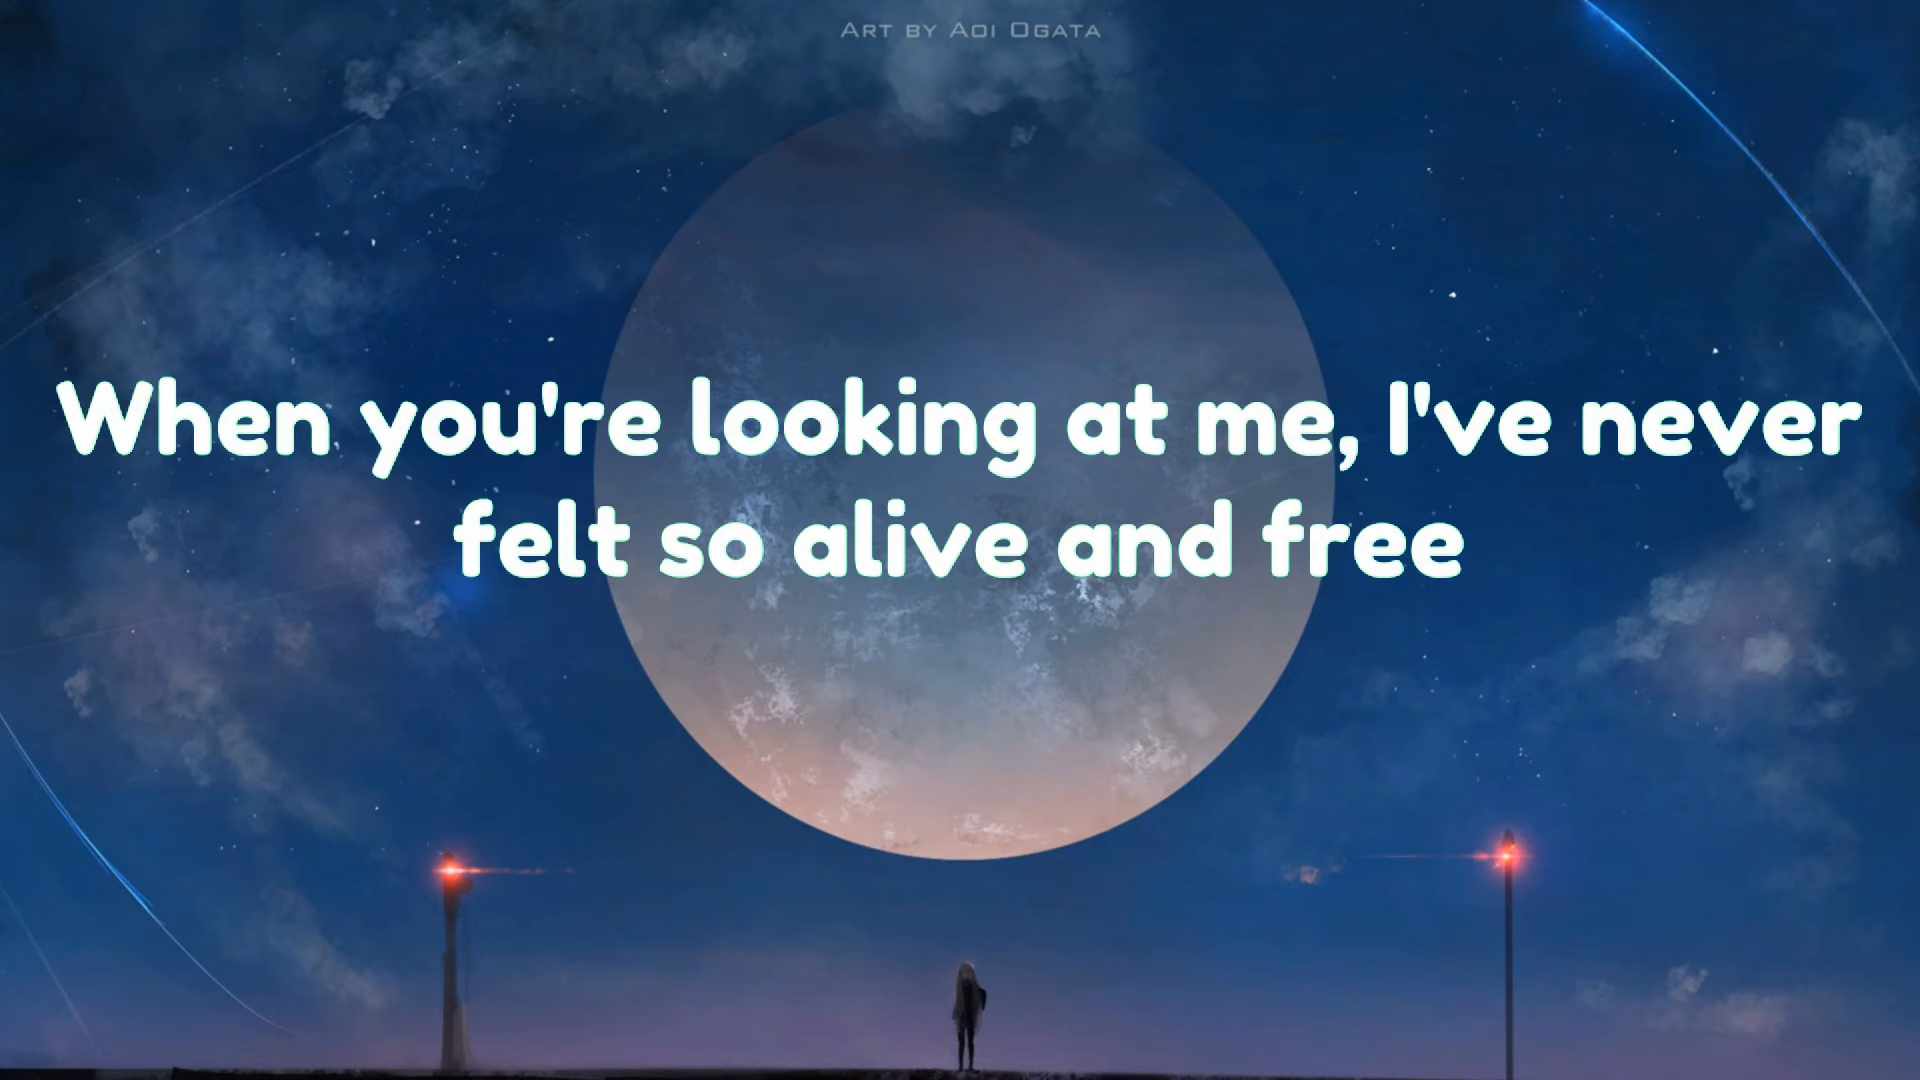 Art by Aoi Ogata
When you're looking at me, I've never
felt so alive and free